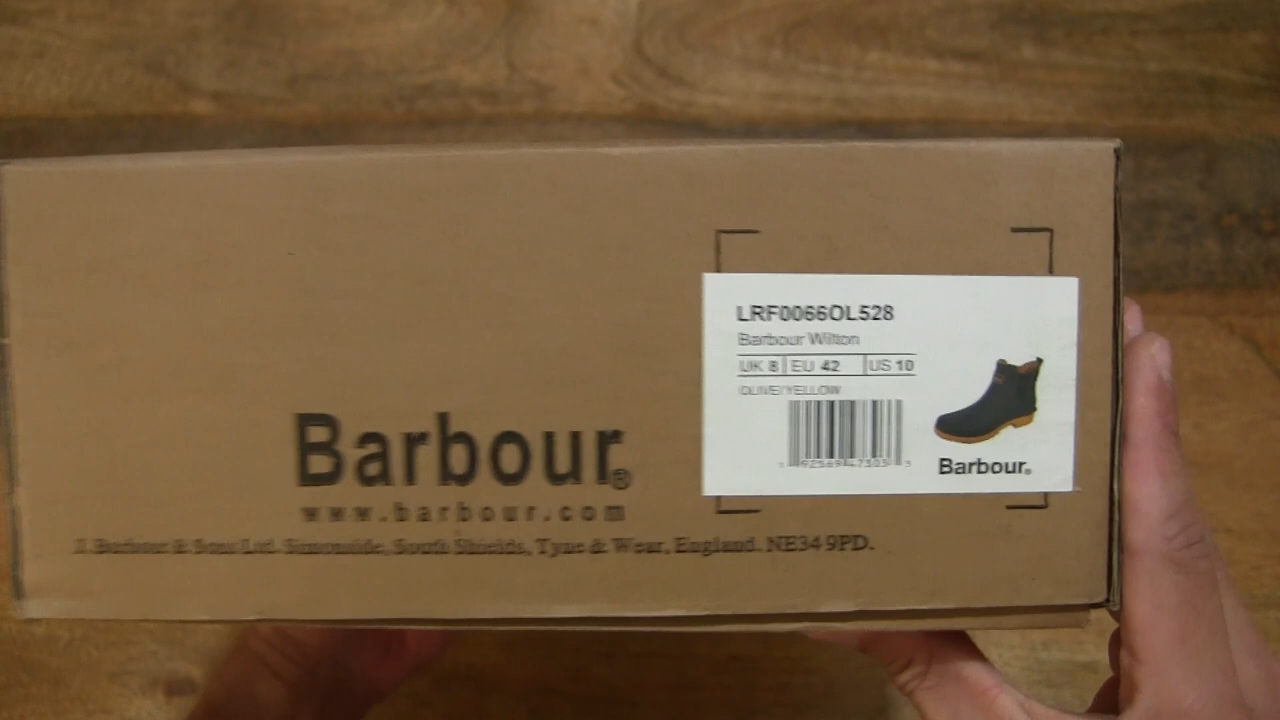 LRF0066OL528
Barbour Wilton
UK 8 EU 42 US 10
OLIVE/YELLOW
Barbour.
Barbour®
www.barbour.com
J. Barbour & Sons Ltd. Simonside, South Shields, Tyne & Wear, England. NE34 9PD.